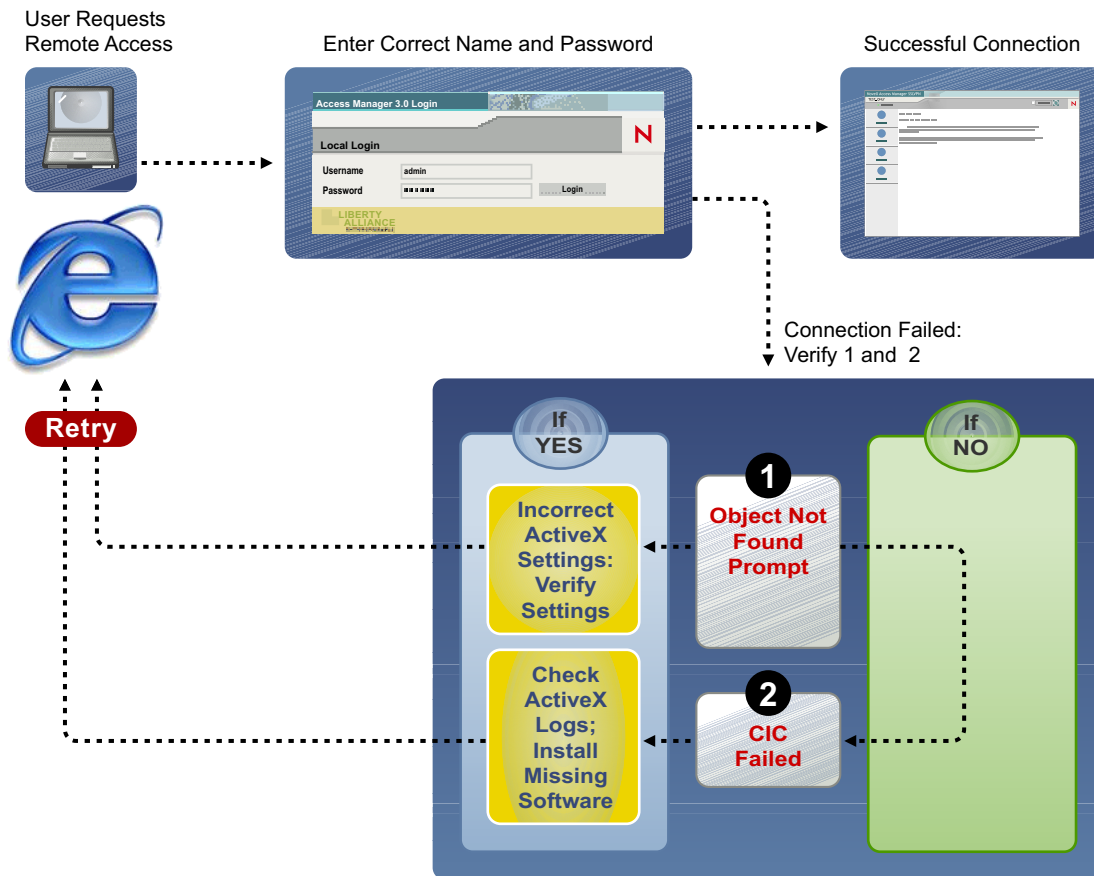 User Requests
Remote Access
Enter Correct Name and Password
Successful Connection
Access Manager 3.0 Login
Local Login
N
Username
admin
Password
Login
LIBERTY
ALLIANCE
N
Connection Failed:
Verify 1 and 2
Retry
If
YES
If
NO
1
Object Not
Found
Prompt
Incorrect
ActiveX
Settings:
Verify
Settings
2
CIC
Failed
Check
ActiveX
Logs;
Install
Missing
Software